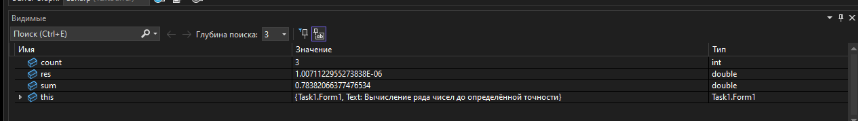 Видимые
Поиск (Ctrl+E) Глубина поиска: 3
Имя Значение Тип
count 3 int
res 1.0071122955273838E-06 double
sum 0.78382066377476534 double
this {Task1.Form1, Text: Вычисление ряда чисел до определённой точности} Task1.Form1